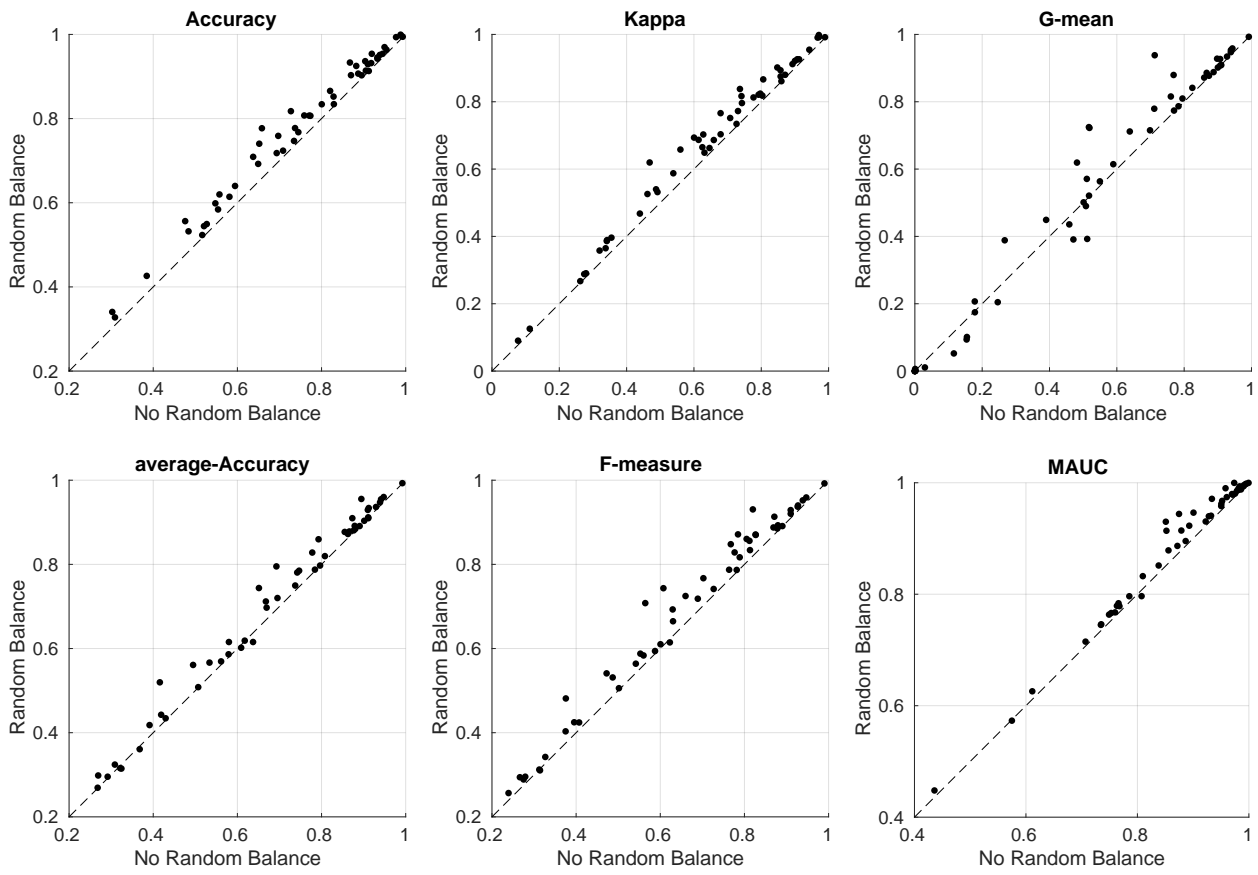 Accuracy
1
0.8
0.6
0.4
0.2
Random Balance
0.2 0.4 0.6 0.8 1
No Random Balance
Kappa
1
0.8
0.6
0.4
0.2
0
Random Balance
0 0.2 0.4 0.6 0.8 1
No Random Balance
G-mean
1
0.8
0.6
0.4
0.2
0
Random Balance
0 0.2 0.4 0.6 0.8 1
No Random Balance
average-Accuracy
1
0.8
0.6
0.4
0.2
Random Balance
0.2 0.4 0.6 0.8 1
No Random Balance
F-measure
1
0.8
0.6
0.4
0.2
Random Balance
0.2 0.4 0.6 0.8 1
No Random Balance
MAUC
1
0.8
0.6
0.4
Random Balance
0.4 0.6 0.8 1
No Random Balance